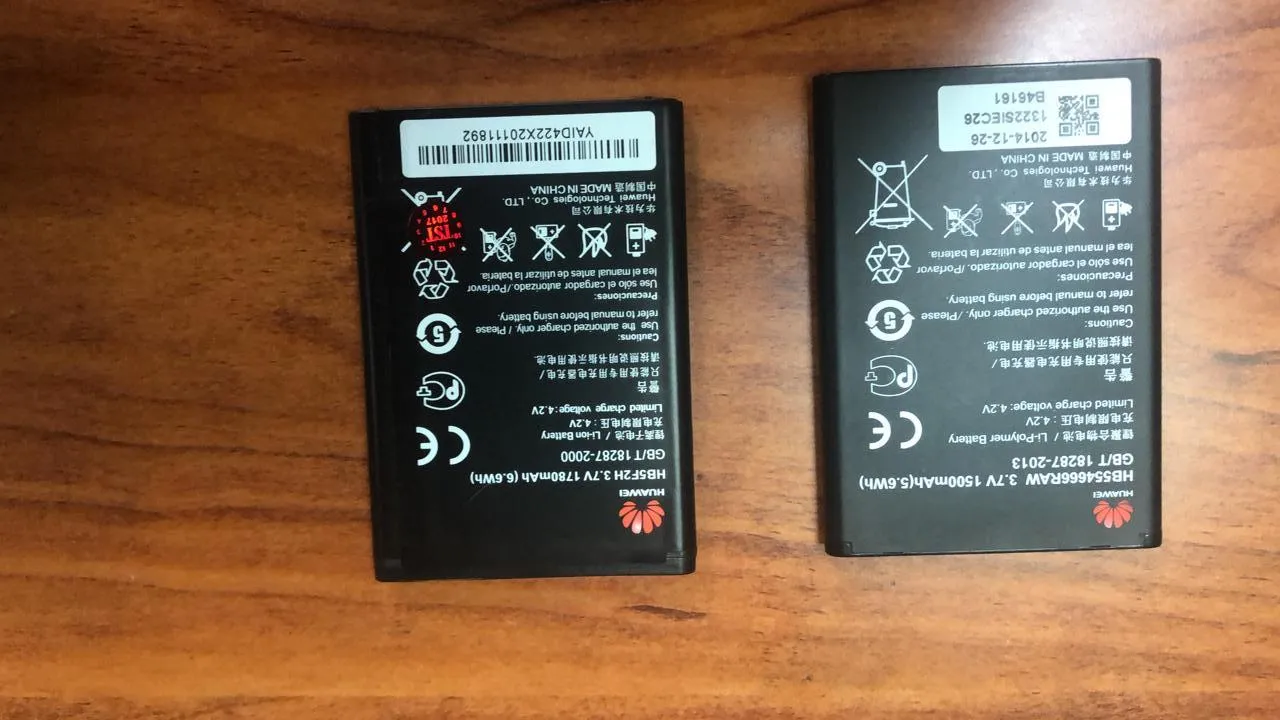 HUAWEI
HB5F2H 3.7V 1780mAh (6.6Wh)
GB/T 18287-2000
锂离子电池 / Li-ion Battery
充电限制电压：4.2V
Limited charge voltage: 4.2V
警告
只能使用专用充电器充电 /
请按照说明书指示使用电池.
Cautions:
Use the authorized charger only. / Please
refer to manual before using battery.
Precauciones:
Use sólo el cargador autorizado./Porfavor
lea el manual antes de utilizar la bateria.
华为技术有限公司
Huawei Technologies Co., LTD.
中国制造 MADE IN CHINA
CE
PC
5
TST
2017
YAID422X20111892
HUAWEI
HB554666RAW 3.7V 1500mAh(5.6Wh)
GB/T 18287-2013
锂聚合物电池 / Li-Polymer Battery
充电限制电压：4.2V
Limited charge voltage: 4.2V
警告
只能使用专用充电器充电 /
请按照说明书指示使用电池.
Cautions:
Use the authorized charger only. / Please
refer to manual before using battery.
Precauciones:
Use sólo el cargador autorizado./Porfavor
lea el manual antes de utilizar la bateria.
华为技术有限公司
Huawei Technologies Co., LTD.
中国制造 MADE IN CHINA
CE
PC
5
2014-12-26
1322SIEC26
B46161